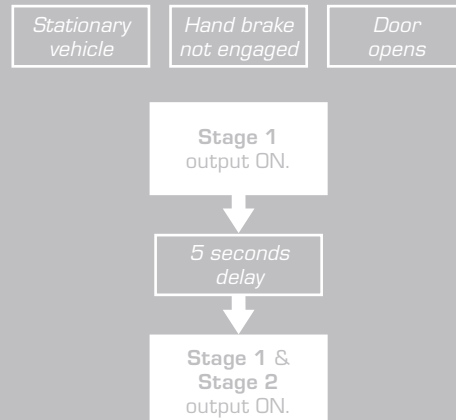 Stationary
vehicle
Hand brake
not engaged
Door
opens
Stage 1
output ON.
5 seconds
delay
Stage 1 &
Stage 2
output ON.